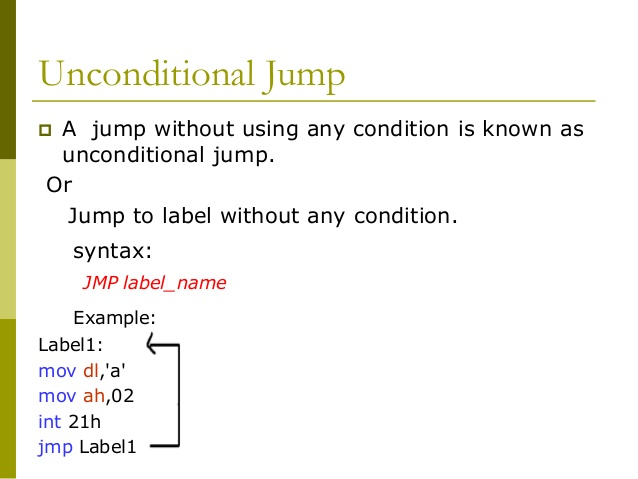 Unconditional Jump
A jump without using any condition is known as
unconditional jump.
Or
Jump to label without any condition.
syntax:
JMP label_name
Example:
Label1:
mov dl,'a'
mov ah,02
int 21h
jmp Label1